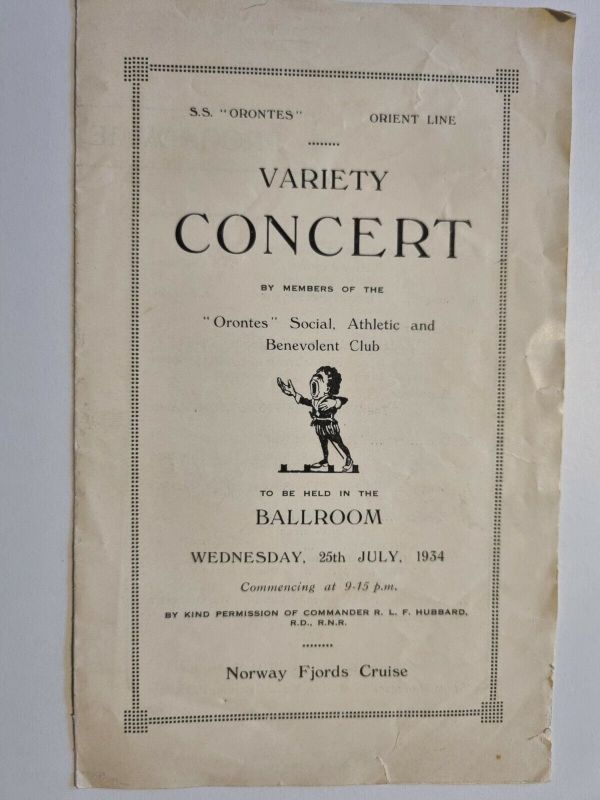 S.S. "ORONTES" ORIENT LINE
VARIETY
CONCERT
BY MEMBERS OF THE
"Orontes" Social, Athletic and
Benevolent Club
TO BE HELD IN THE
BALLROOM
WEDNESDAY, 25th JULY, 1934
Commencing at 9-15 p.m.
BY KIND PERMISSION OF COMMANDER R. L. F. HUBBARD,
R.D., R.N.R.
Norway Fjords Cruise